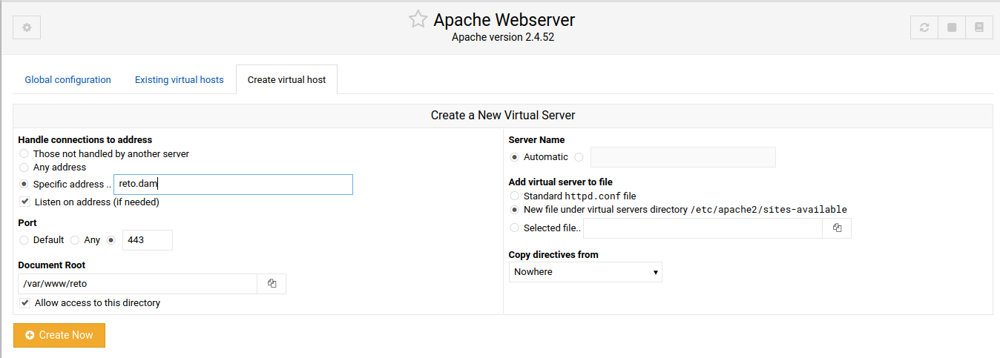 Apache Webserver
Apache version 2.4.52
Global configuration
Existing virtual hosts
Create virtual host
Create a New Virtual Server
Handle connections to address
Those not handled by another server
Any address
Specific address .. reto.dam
Listen on address (if needed)
Port
Default Any 443
Document Root
/var/www/reto
Allow access to this directory
Server Name
Automatic
Add virtual server to file
Standard httpd.conf file
New file under virtual servers directory /etc/apache2/sites-available
Selected file..
Copy directives from
Nowhere
Create Now